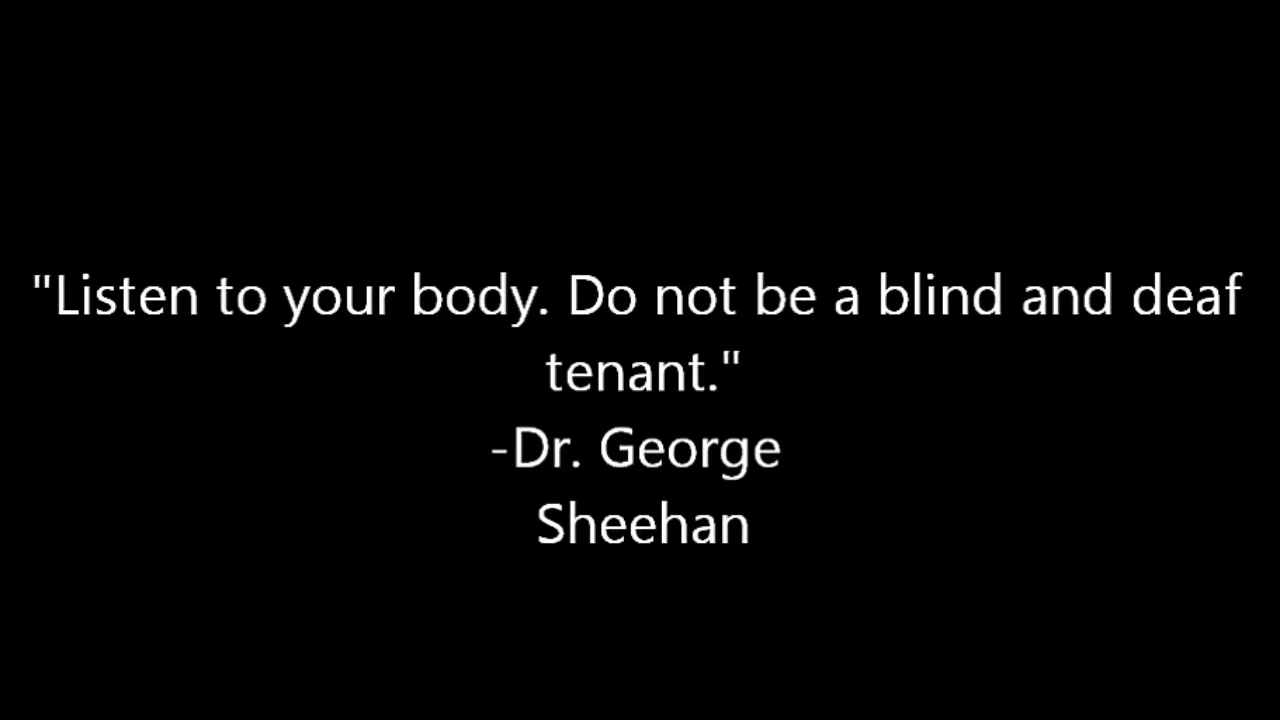 "Listen to your body. Do not be a blind and deaf
tenant."
-Dr. George
Sheehan